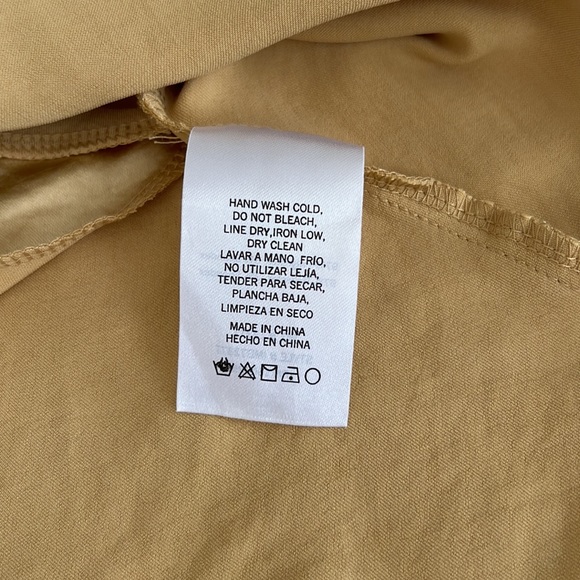 HAND WASH COLD,
DO NOT BLEACH,
LINE DRY,IRON LOW,
DRY CLEAN
LAVAR A MANO FRÍO,
NO UTILIZAR LEJÍA,
TENDER PARA SECAR,
PLANCHA BAJA,
LIMPIEZA EN SECO
MADE IN CHINA
HECHO EN CHINA